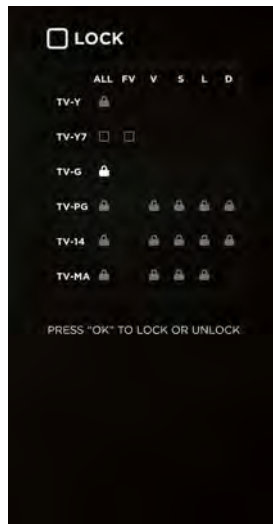 LOCK
ALL FV V S L D
TV-Y
TV-Y7
TV-G
TV-PG
TV-14
TV-MA
PRESS "OK" TO LOCK OR UNLOCK